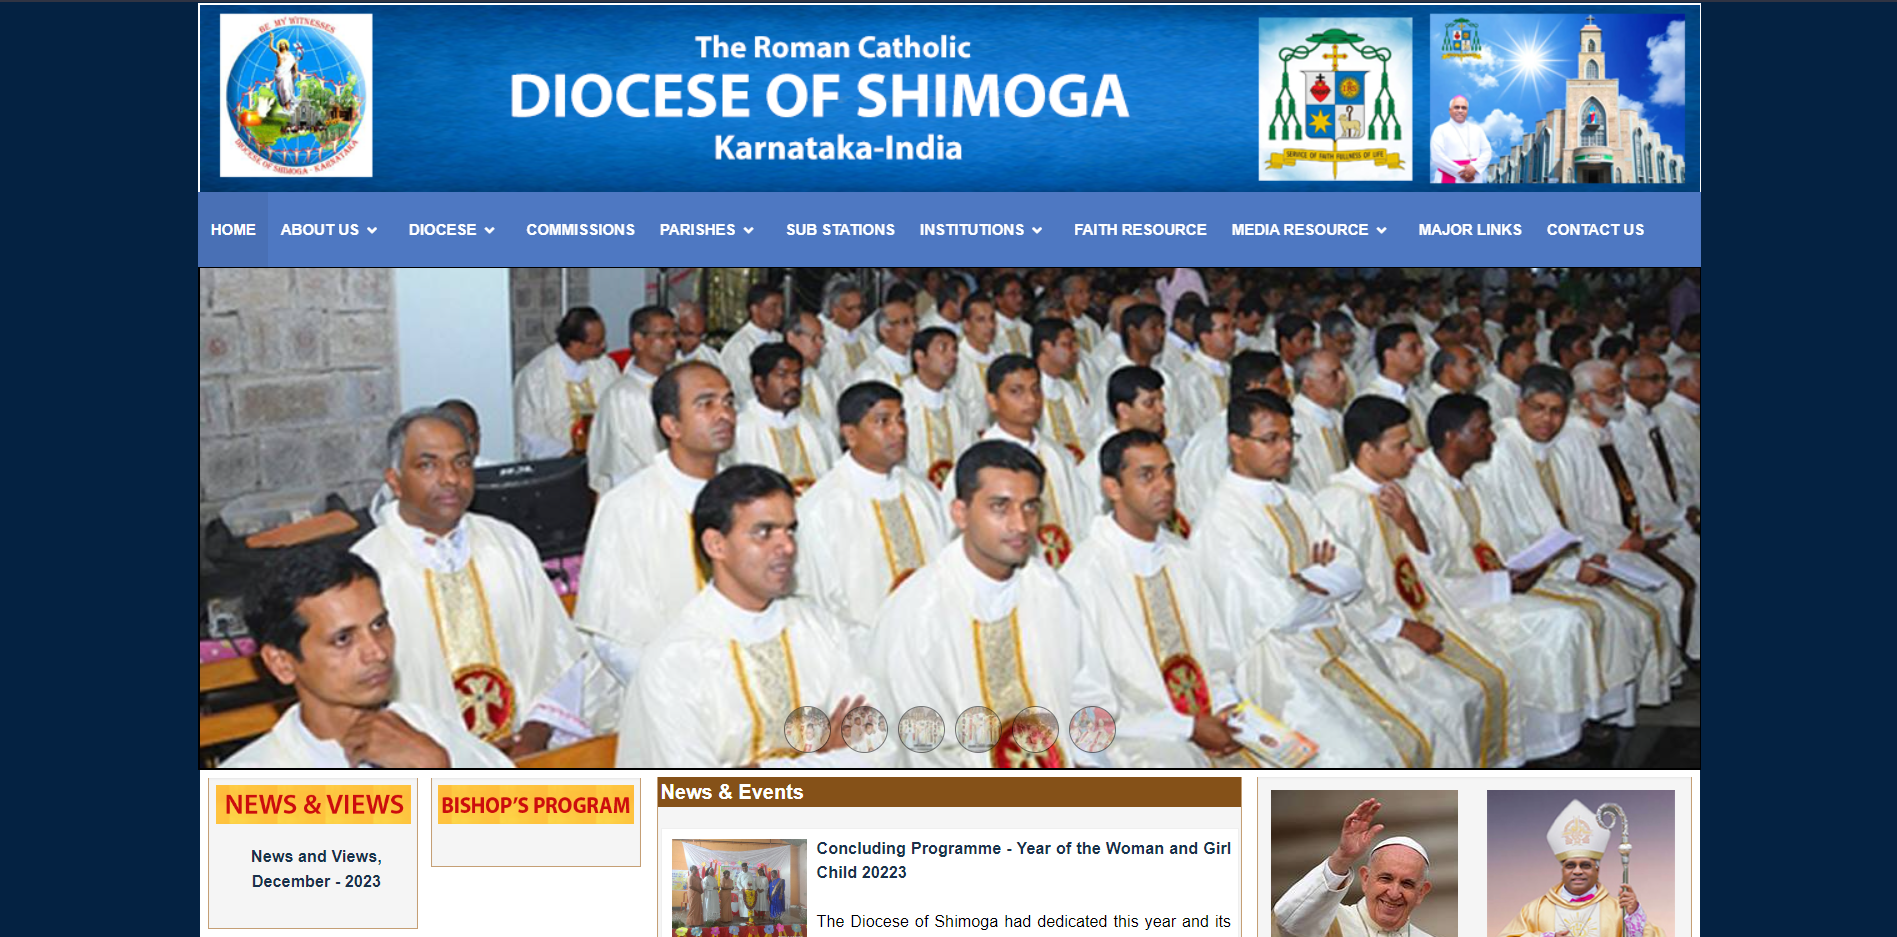 BE MY WITNESSES
DIOCESE OF SHIMOGA - KARNATAKA
The Roman Catholic
DIOCESE OF SHIMOGA
Karnataka-India
SERVICE OF FAITH FULLNESS OF LIFE
HOME ABOUT US DIOCESE COMMISSIONS PARISHES SUB STATIONS INSTITUTIONS FAITH RESOURCE MEDIA RESOURCE MAJOR LINKS CONTACT US
NEWS & VIEWS
News and Views,
December - 2023
BISHOP'S PROGRAM
News & Events
Concluding Programme - Year of the Woman and Girl
Child 20223
The Diocese of Shimoga had dedicated this year and its